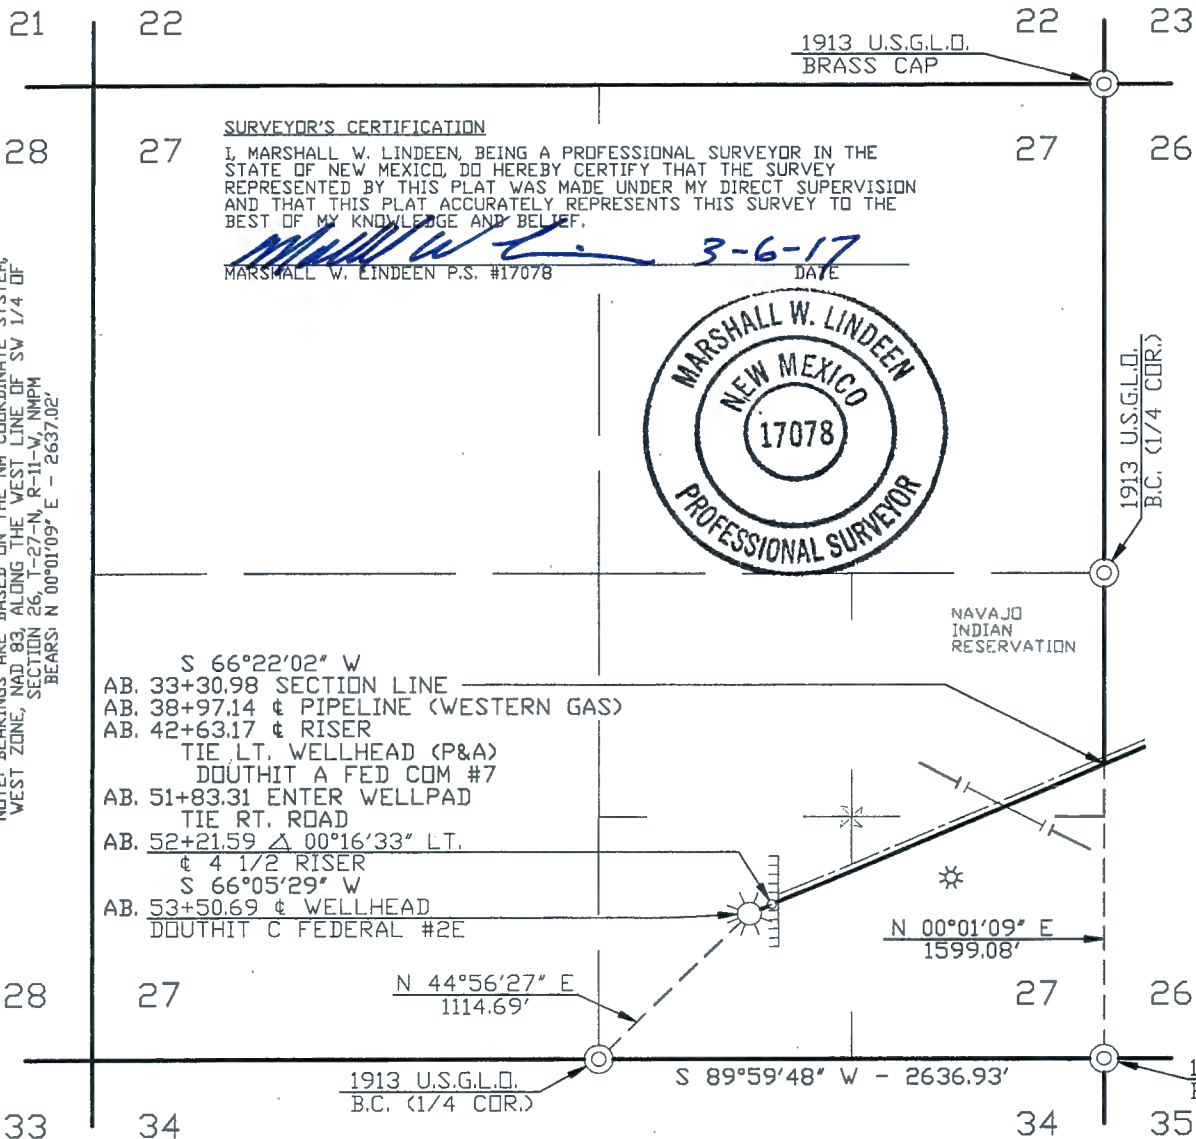 21 22 22 23
1913 U.S.G.L.O.
BRASS CAP
28 27 27 26
SURVEYOR'S CERTIFICATION
I, MARSHALL W. LINDEEN, BEING A PROFESSIONAL SURVEYOR IN THE
STATE OF NEW MEXICO, DO HEREBY CERTIFY THAT THE SURVEY
REPRESENTED BY THIS PLAT WAS MADE UNDER MY DIRECT SUPERVISION
AND THAT THIS PLAT ACCURATELY REPRESENTS THIS SURVEY TO THE
BEST OF MY KNOWLEDGE AND BELIEF.
3-6-17
MARSHALL W. LINDEEN P.S. #17078 DATE
MARSHALL W. LINDEEN
NEW MEXICO
17078
PROFESSIONAL SURVEYOR
NOTE: BEARINGS ARE BASED ON THE NM COORDINATE SYSTEM,
WEST ZONE, NAD 83, ALONG THE WEST LINE OF SW 1/4 OF
SECTION 26, T-27-N, R-11-W, NMPM
BEARS: N 00°01'09" E - 2637.02'
1913 U.S.G.L.O.
B.C. (1/4 COR.)
NAVAJO
INDIAN
RESERVATION
S 66°22'02" W
AB. 33+30.98 SECTION LINE
AB. 38+97.14 ℄ PIPELINE (WESTERN GAS)
AB. 42+63.17 ℄ RISER
TIE LT. WELLHEAD (P&A)
DOUTHIT A FED COM #7
AB. 51+83.31 ENTER WELLPAD
TIE RT. ROAD
AB. 52+21.59 △ 00°16'33" LT.
℄ 4 1/2 RISER
S 66°05'29" W
AB. 53+50.69 ℄ WELLHEAD
DOUTHIT C FEDERAL #2E
N 00°01'09" E
1599.08'
N 44°56'27" E
1114.69'
28 27 27 26
1913 U.S.G.L.O.
B.C. (1/4 COR.)
S 89°59'48" W - 2636.93'
33 34 34 35